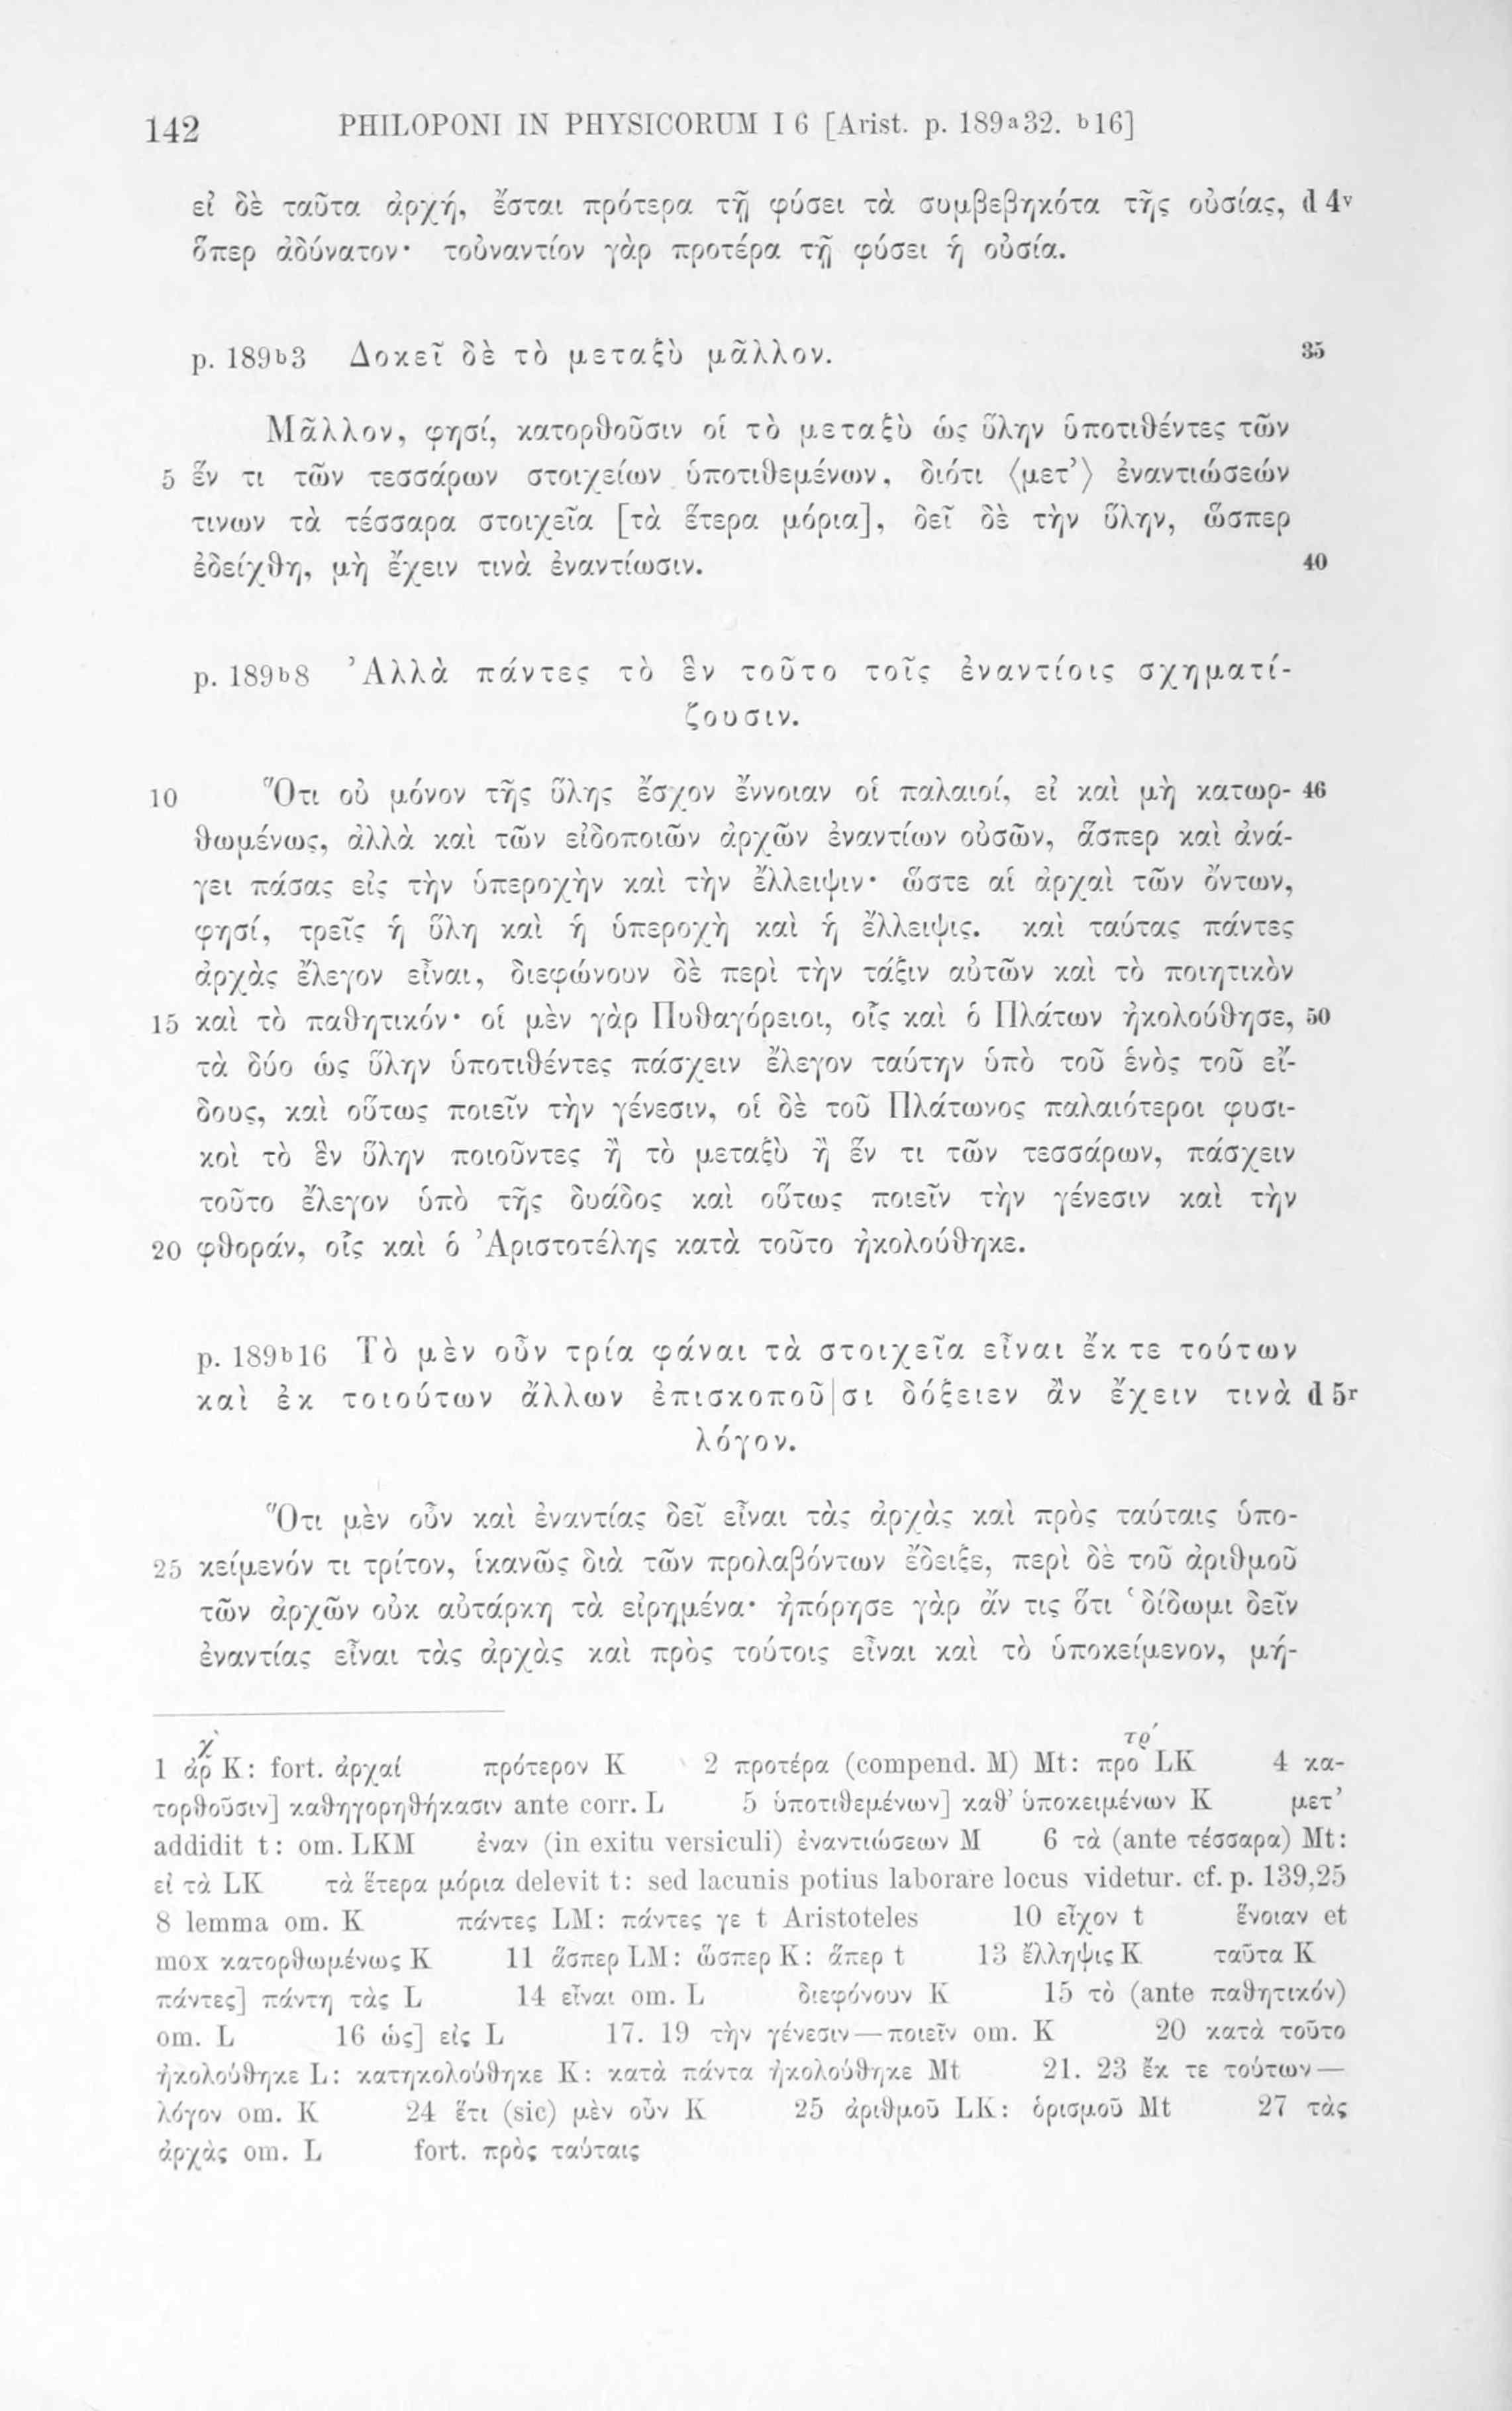 142 PHILOPONI IN PHYSICORUM I 6 [Arist. p. 189ᵃ32. ᵇ16]
εἰ δὲ ταῦτα ἀρχή, ἔσται πρότερα τῇ φύσει τὰ συμβεβηκότα τῆς οὐσίας, d 4ᵛ
ὅπερ ἀδύνατον· τοὐναντίον γὰρ προτέρα τῇ φύσει ἡ οὐσία.
p. 189ᵇ3 Δοκεῖ δὲ τὸ μεταξὺ μᾶλλον. 35
Μᾶλλον, φησί, κατορθοῦσιν οἱ τὸ μεταξὺ ὡς ὕλην ὑποτιθέντες τῶν
5 ἕν τι τῶν τεσσάρων στοιχείων ὑποτιθεμένων, διότι ⟨μετ’⟩ ἐναντιώσεών
τινων τὰ τέσσαρα στοιχεῖα [τὰ ἕτερα μόρια], δεῖ δὲ τὴν ὕλην, ὥσπερ
ἐδείχθη, μὴ ἔχειν τινὰ ἐναντίωσιν. 40
p. 189ᵇ8 Ἀλλὰ πάντες τὸ ἓν τοῦτο τοῖς ἐναντίοις σχηματί-
ζουσιν.
10 Ὅτι οὐ μόνον τῆς ὕλης ἔσχον ἔννοιαν οἱ παλαιοί, εἰ καὶ μὴ κατωρ- 46
θωμένως, ἀλλὰ καὶ τῶν εἰδοποιῶν ἀρχῶν ἐναντίων οὐσῶν, ἅσπερ καὶ ἀνά-
γει πάσας εἰς τὴν ὑπεροχὴν καὶ τὴν ἔλλειψιν· ὥστε αἱ ἀρχαὶ τῶν ὄντων,
φησί, τρεῖς ἡ ὕλη καὶ ἡ ὑπεροχὴ καὶ ἡ ἔλλειψις. καὶ ταύτας πάντες
ἀρχὰς ἔλεγον εἶναι, διεφώνουν δὲ περὶ τὴν τάξιν αὐτῶν καὶ τὸ ποιητικὸν
15 καὶ τὸ παθητικόν· οἱ μὲν γὰρ Πυθαγόρειοι, οἷς καὶ ὁ Πλάτων ἠκολούθησε, 50
τὰ δύο ὡς ὕλην ὑποτιθέντες πάσχειν ἔλεγον ταύτην ὑπὸ τοῦ ἑνὸς τοῦ εἴ-
δους, καὶ οὕτως ποιεῖν τὴν γένεσιν, οἱ δὲ τοῦ Πλάτωνος παλαιότεροι φυσι-
κοὶ τὸ ἓν ὕλην ποιοῦντες ἢ τὸ μεταξὺ ἢ ἕν τι τῶν τεσσάρων, πάσχειν
τοῦτο ἔλεγον ὑπὸ τῆς δυάδος καὶ οὕτως ποιεῖν τὴν γένεσιν καὶ τὴν
20 φθοράν, οἷς καὶ ὁ Ἀριστοτέλης κατὰ τοῦτο ἠκολούθηκε.
p. 189ᵇ16 Τὸ μὲν οὖν τρία φάναι τὰ στοιχεῖα εἶναι ἔκ τε τούτων
καὶ ἐκ τοιούτων ἄλλων ἐπισκοποῦ|σι δόξειεν ἂν ἔχειν τινὰ d 5ʳ
λόγον.
Ὅτι μὲν οὖν καὶ ἐναντίας δεῖ εἶναι τὰς ἀρχὰς καὶ πρὸς ταύταις ὑπο-
25 κείμενόν τι τρίτον, ἱκανῶς διὰ τῶν προλαβόντων ἔδειξε, περὶ δὲ τοῦ ἀριθμοῦ
τῶν ἀρχῶν οὐκ αὐτάρκη τὰ εἰρημένα· ἠπόρησε γὰρ ἄν τις ὅτι ‘δίδωμι δεῖν
ἐναντίας εἶναι τὰς ἀρχὰς καὶ πρὸς τούτοις εἶναι καὶ τὸ ὑποκείμενον, μή-
1 ἀρχ̀ K: fort. ἀρχαί πρότερον K 2 προτέρα (compend. M) Mt: προτρ́ LK 4 κα-
τορθοῦσιν] καθηγορηθήκασιν ante corr. L 5 ὑποτιθεμένων] καθ’ ὑποκειμένων K μετ’
addidit t: om. LKM ἐναν (in exitu versiculi) ἐναντιώσεων M 6 τὰ (ante τέσσαρα) Mt:
εἰ τὰ LK τὰ ἕτερα μόρια delevit t: sed lacunis potius laborare locus videtur. cf. p. 139,25
8 lemma om. K πάντες LM: πάντες γε t Aristoteles 10 εἶχον t ἔνοιαν et
mox κατορθωμένως K 11 ἅσπερ LM: ὥσπερ K: ἅπερ t 13 ἔλληψις K ταῦτα K
πάντες] πάντη τὰς L 14 εἶναι om. L διεφόνουν K 15 τὸ (ante παθητικόν)
om. L 16 ὡς] εἰς L 17. 19 τὴν γένεσιν—ποιεῖν om. K 20 κατὰ τοῦτο
ἠκολούθηκε L: κατηκολούθηκε K: κατὰ πάντα ἠκολούθηκε Mt 21. 23 ἔκ τε τούτων—
λόγον om. K 24 ἔτι (sic) μὲν οὖν K 25 ἀριθμοῦ LK: ὁρισμοῦ Mt 27 τὰς
ἀρχὰς om. L fort. πρὸς ταύταις